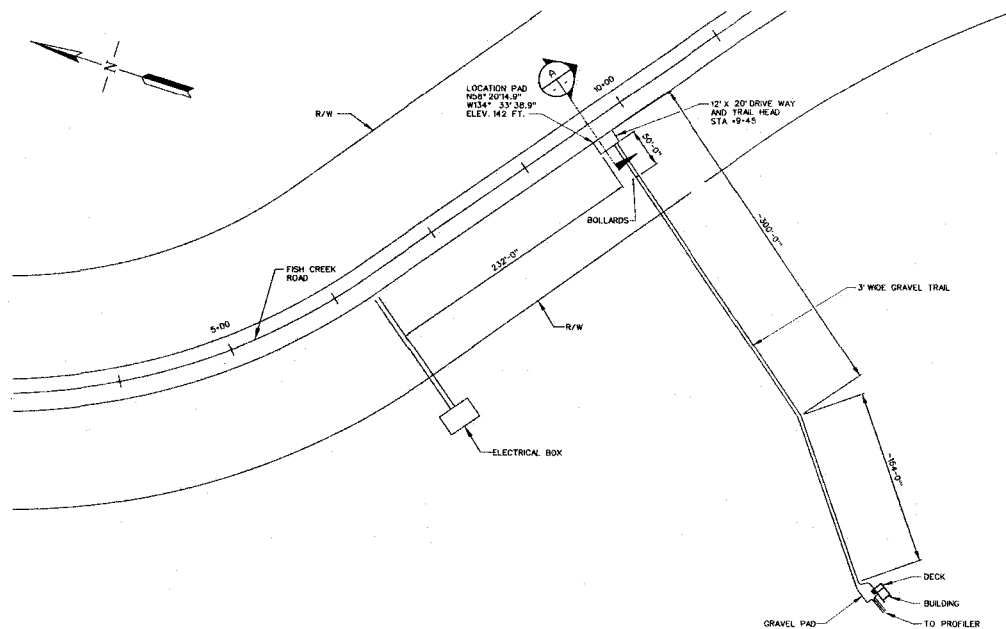 N
R/W
LOCATION PAD
N58° 20'14.9"
W134° 33'38.9"
ELEV. 142 FT.
A
10+00
12' X 20' DRIVE WAY
AND TRAIL HEAD
STA +9+45
50'-0"
BOLLARDS
~300'-0"
232'-0"
FISH CREEK
ROAD
5+00
R/W
3' WIDE GRAVEL TRAIL
ELECTRICAL BOX
DECK
BUILDING
GRAVEL PAD
TO PROFILER